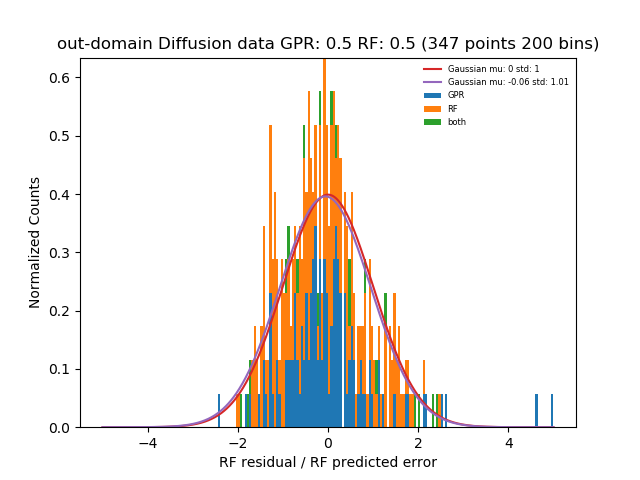 out-domain Diffusion data GPR: 0.5 RF: 0.5 (347 points 200 bins)
Gaussian mu: 0 std: 1
Gaussian mu: -0.06 std: 1.01
GPR
RF
both
Normalized Counts
0.6
0.5
0.4
0.3
0.2
0.1
0.0
−4
−2
0
2
4
RF residual / RF predicted error